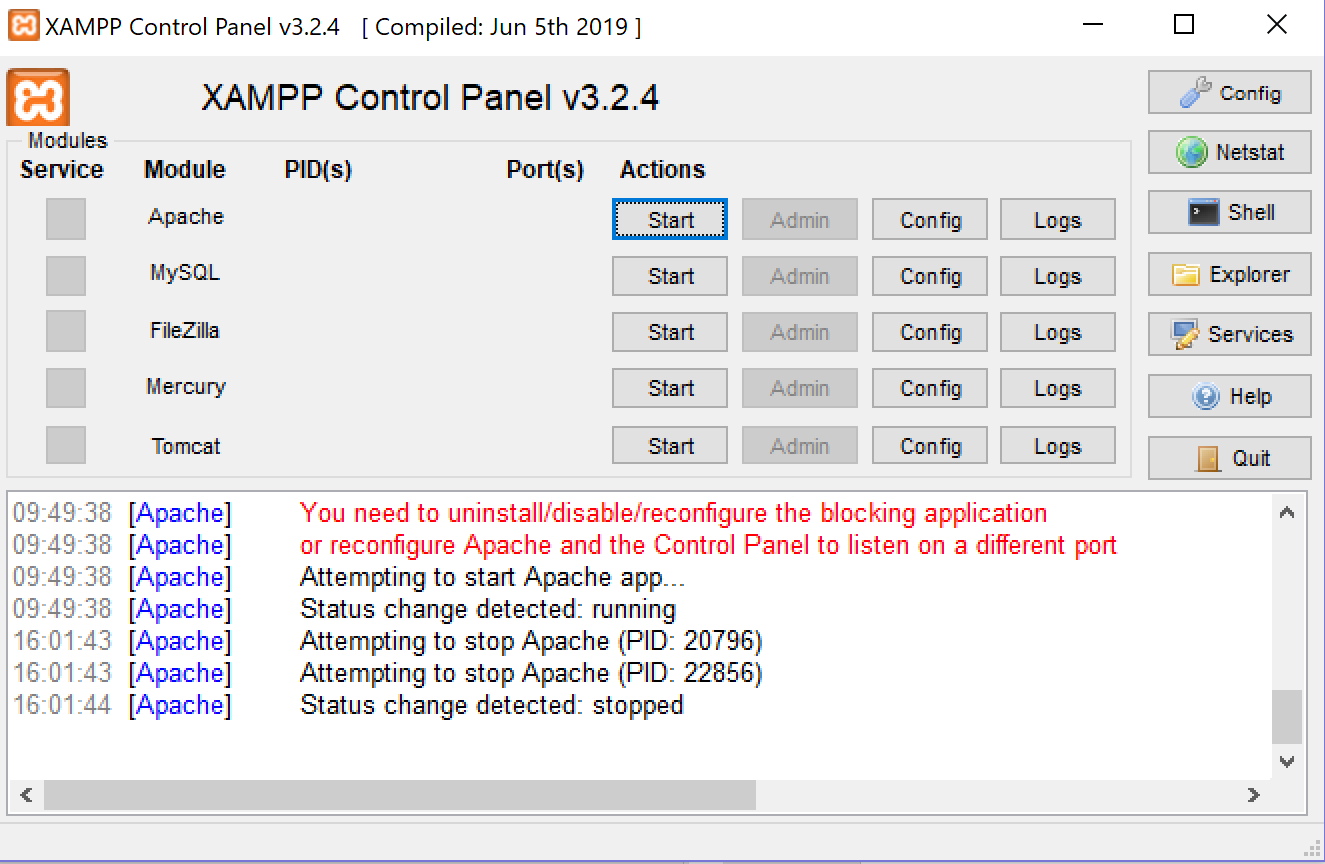 XAMPP Control Panel v3.2.4 [ Compiled: Jun 5th 2019 ]
XAMPP Control Panel v3.2.4
Config
Modules
Service Module PID(s) Port(s) Actions
Netstat
Apache Start Admin Config Logs
Shell
MySQL Start Admin Config Logs
Explorer
FileZilla Start Admin Config Logs
Services
Mercury Start Admin Config Logs
Help
Tomcat Start Admin Config Logs
Quit
09:49:38 [Apache] You need to uninstall/disable/reconfigure the blocking application
09:49:38 [Apache] or reconfigure Apache and the Control Panel to listen on a different port
09:49:38 [Apache] Attempting to start Apache app...
09:49:38 [Apache] Status change detected: running
16:01:43 [Apache] Attempting to stop Apache (PID: 20796)
16:01:43 [Apache] Attempting to stop Apache (PID: 22856)
16:01:44 [Apache] Status change detected: stopped